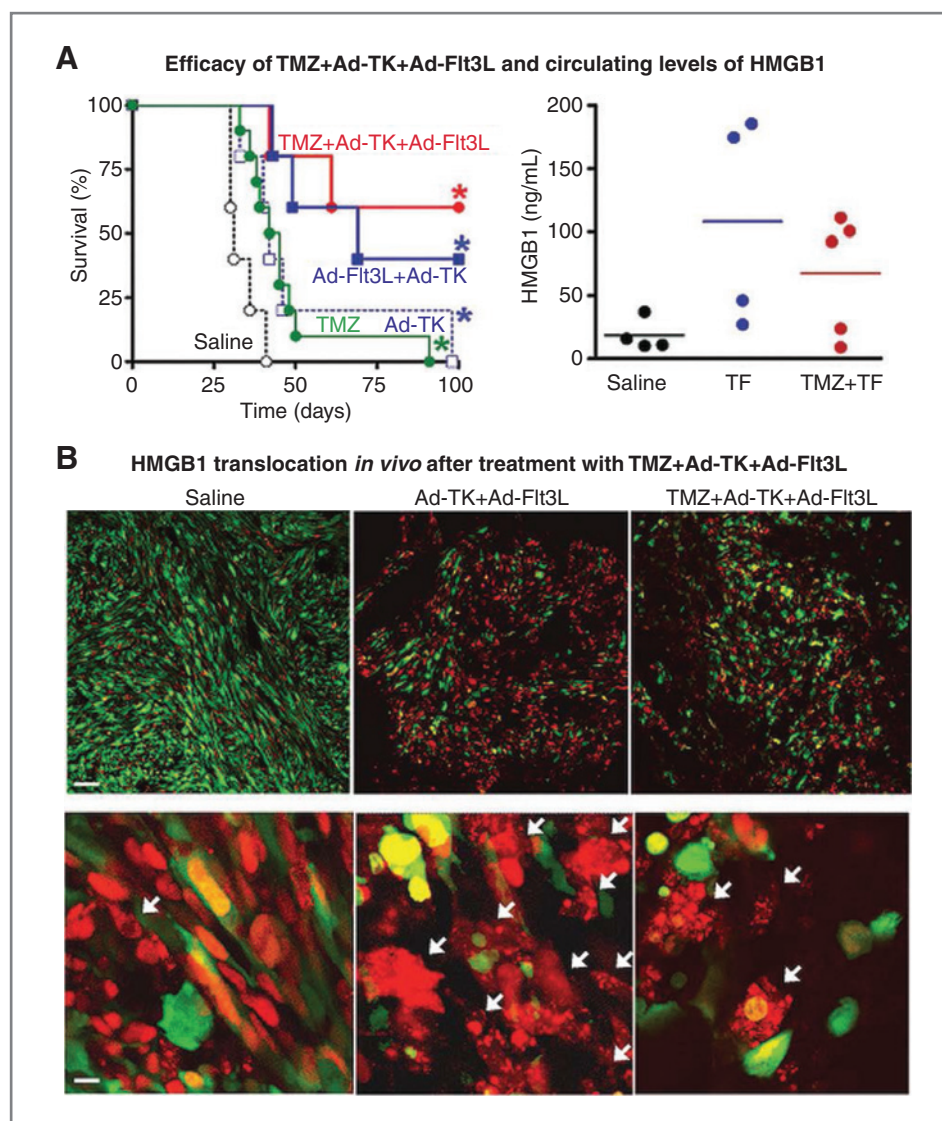 A
Efficacy of TMZ+Ad-TK+Ad-Flt3L and circulating levels of HMGB1
100
75
50
25
0
Survival (%)
TMZ+Ad-TK+Ad-Flt3L
*
*
Ad-Flt3L+Ad-TK
Saline
TMZ
Ad-TK
*
*
0
25
50
75
100
Time (days)
200
150
100
50
0
HMGB1 (ng/mL)
Saline
TF
TMZ+TF
B
HMGB1 translocation in vivo after treatment with TMZ+Ad-TK+Ad-Flt3L
Saline
Ad-TK+Ad-Flt3L
TMZ+Ad-TK+Ad-Flt3L